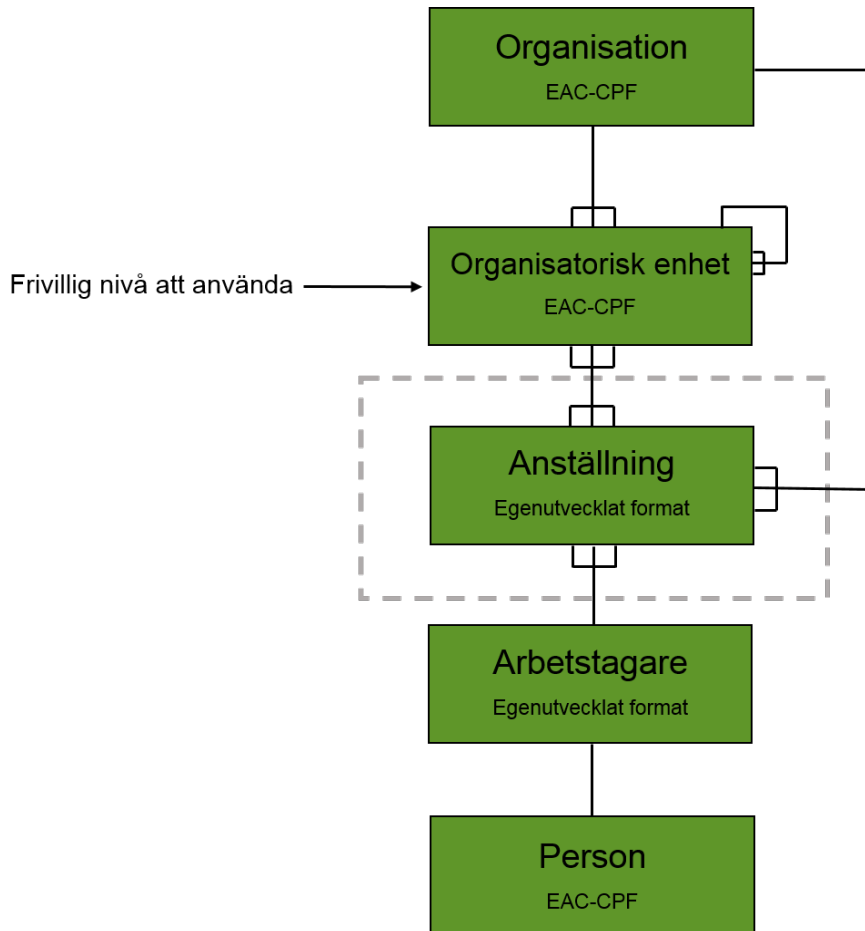 Organisation
EAC-CPF
Organisatorisk enhet
EAC-CPF
Frivillig nivå att använda
Anställning
Egenutvecklat format
Arbetstagare
Egenutvecklat format
Person
EAC-CPF